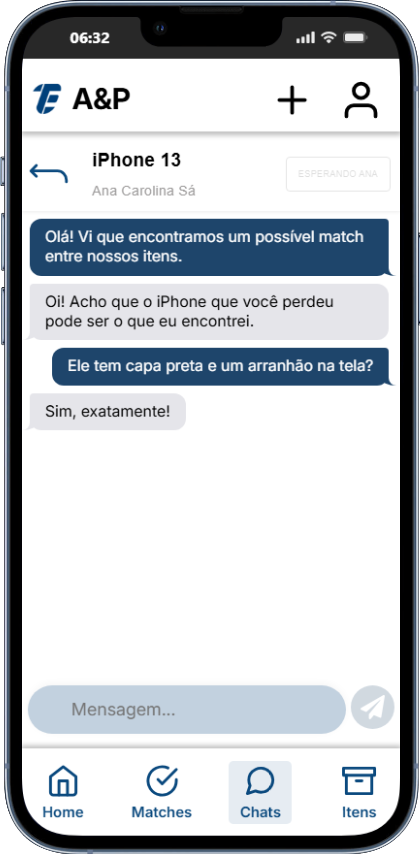 06:32
A&P
iPhone 13
Ana Carolina Sá
ESPERANDO ANA
Olá! Vi que encontramos um possível match
entre nossos itens.
Oi! Acho que o iPhone que você perdeu
pode ser o que eu encontrei.
Ele tem capa preta e um arranhão na tela?
Sim, exatamente!
Mensagem...
Home
Matches
Chats
Itens